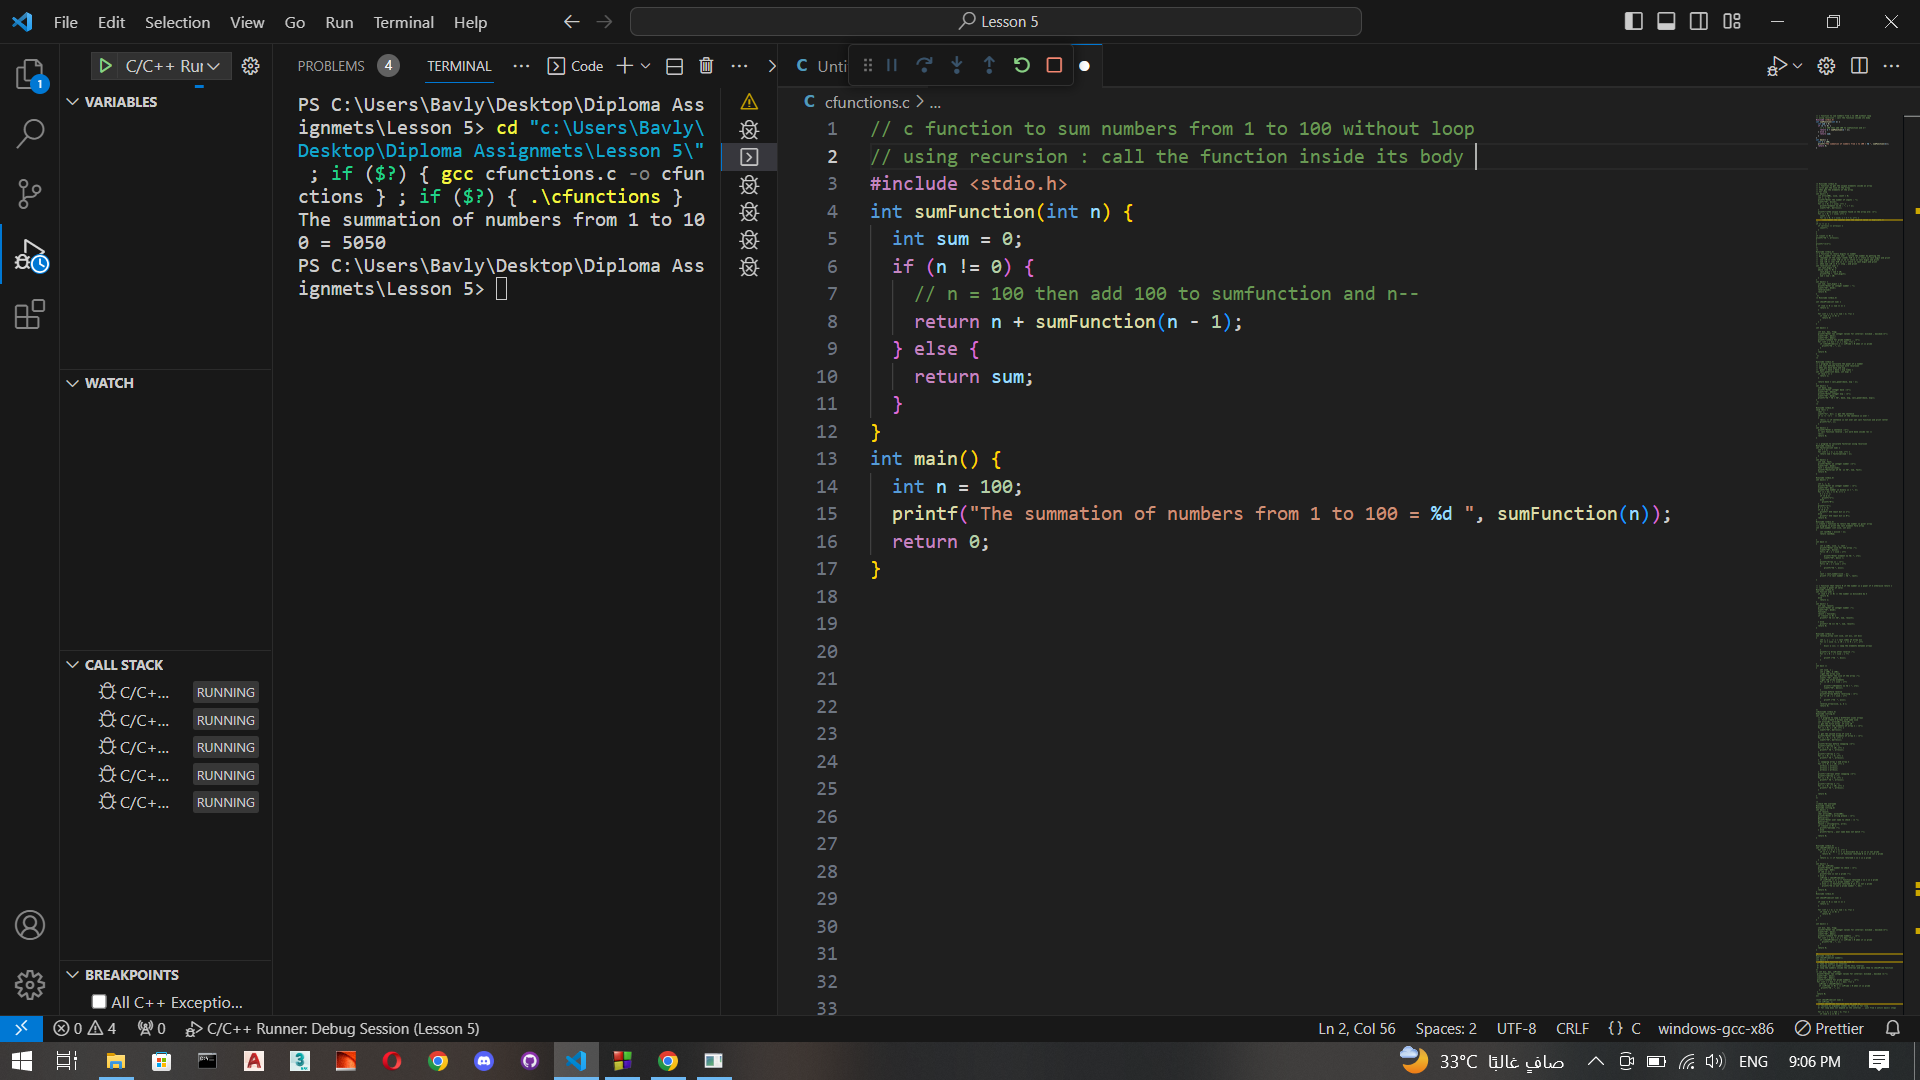 File Edit Selection View Go Run Terminal Help
Lesson 5
C/C++ Rur
VARIABLES
WATCH
CALL STACK
C/C+... RUNNING
C/C+... RUNNING
C/C+... RUNNING
C/C+... RUNNING
C/C+... RUNNING
BREAKPOINTS
All C++ Exceptio...
1
PROBLEMS 4 TERMINAL ... Code
PS C:\Users\Bavly\Desktop\Diploma Ass
ignmets\Lesson 5> cd "c:\Users\Bavly\
Desktop\Diploma Assignmets\Lesson 5\"
; if ($?) { gcc cfunctions.c -o cfun
ctions } ; if ($?) { .\cfunctions }
The summation of numbers from 1 to 10
0 = 5050
PS C:\Users\Bavly\Desktop\Diploma Ass
ignmets\Lesson 5>
C Unti
C cfunctions.c > ...
1 // c function to sum numbers from 1 to 100 without loop
2 // using recursion : call the function inside its body
3 #include <stdio.h>
4 int sumFunction(int n) {
5 int sum = 0;
6 if (n != 0) {
7 // n = 100 then add 100 to sumfunction and n--
8 return n + sumFunction(n - 1);
9 } else {
10 return sum;
11 }
12 }
13 int main() {
14 int n = 100;
15 printf("The summation of numbers from 1 to 100 = %d ", sumFunction(n));
16 return 0;
17 }
18
19
20
21
22
23
24
25
26
27
28
29
30
31
32
33
0 4 0 C/C++ Runner: Debug Session (Lesson 5)
Ln 2, Col 56 Spaces: 2 UTF-8 CRLF {} C windows-gcc-x86 Prettier
33°C صافٍ غالبًا ENG 9:06 PM